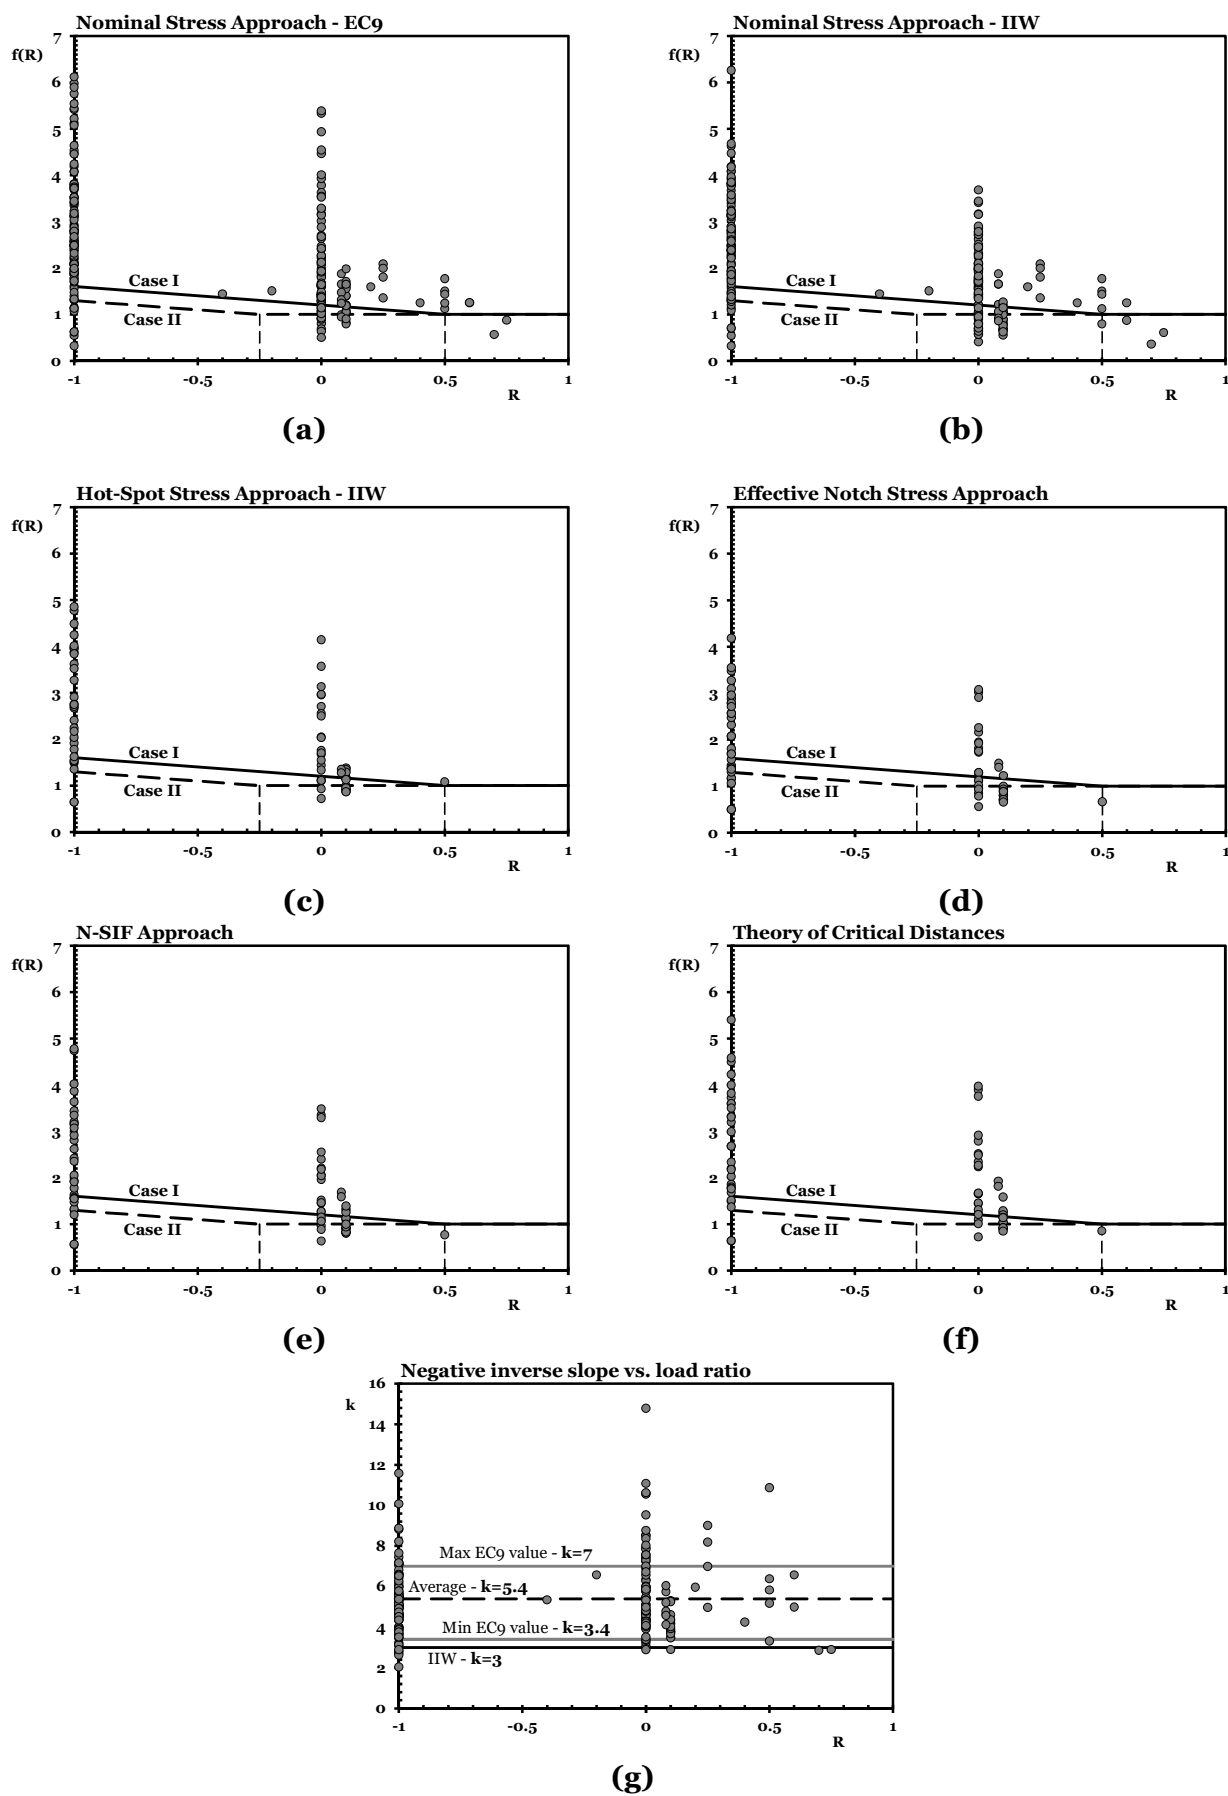 Nominal Stress Approach - EC9
f(R)
7
6
5
4
3
2
1
0
Case I
Case II
-1 -0.5 0 0.5 1
R
(a)
Nominal Stress Approach - IIW
f(R)
7
6
5
4
3
2
1
0
Case I
Case II
-1 -0.5 0 0.5 1
R
(b)
Hot-Spot Stress Approach - IIW
f(R)
7
6
5
4
3
2
1
0
Case I
Case II
-1 -0.5 0 0.5 1
R
(c)
Effective Notch Stress Approach
f(R)
7
6
5
4
3
2
1
0
Case I
Case II
-1 -0.5 0 0.5 1
R
(d)
N-SIF Approach
f(R)
7
6
5
4
3
2
1
0
Case I
Case II
-1 -0.5 0 0.5 1
R
(e)
Theory of Critical Distances
f(R)
7
6
5
4
3
2
1
0
Case I
Case II
-1 -0.5 0 0.5 1
R
(f)
Negative inverse slope vs. load ratio
k
16
14
12
10
8
6
4
2
0
Max EC9 value - k=7
Average - k=5.4
Min EC9 value - k=3.4
IIW - k=3
-1 -0.5 0 0.5 1
R
(g)